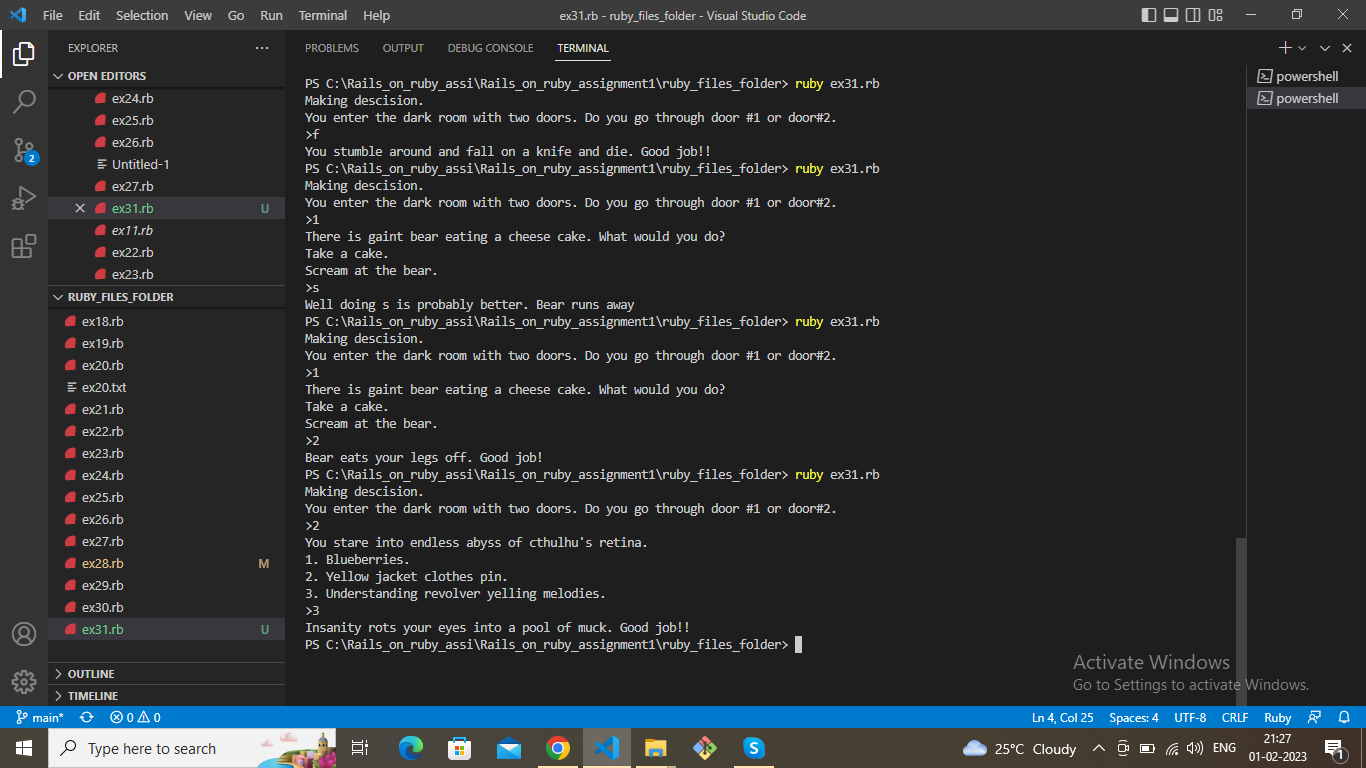 File Edit Selection View Go Run Terminal Help ex31.rb - ruby_files_folder - Visual Studio Code
EXPLORER
OPEN EDITORS
ex24.rb
ex25.rb
ex26.rb
Untitled-1
ex27.rb
ex31.rb U
ex11.rb
ex22.rb
ex23.rb
RUBY_FILES_FOLDER
ex18.rb
ex19.rb
ex20.rb
ex20.txt
ex21.rb
ex22.rb
ex23.rb
ex24.rb
ex25.rb
ex26.rb
ex27.rb
ex28.rb M
ex29.rb
ex30.rb
ex31.rb U
OUTLINE
TIMELINE
2
PROBLEMS OUTPUT DEBUG CONSOLE TERMINAL
PS C:\Rails_on_ruby_assi\Rails_on_ruby_assignment1\ruby_files_folder> ruby ex31.rb
Making descision.
You enter the dark room with two doors. Do you go through door #1 or door#2.
>f
You stumble around and fall on a knife and die. Good job!!
PS C:\Rails_on_ruby_assi\Rails_on_ruby_assignment1\ruby_files_folder> ruby ex31.rb
Making descision.
You enter the dark room with two doors. Do you go through door #1 or door#2.
>1
There is gaint bear eating a cheese cake. What would you do?
Take a cake.
Scream at the bear.
>s
Well doing s is probably better. Bear runs away
PS C:\Rails_on_ruby_assi\Rails_on_ruby_assignment1\ruby_files_folder> ruby ex31.rb
Making descision.
You enter the dark room with two doors. Do you go through door #1 or door#2.
>1
There is gaint bear eating a cheese cake. What would you do?
Take a cake.
Scream at the bear.
>2
Bear eats your legs off. Good job!
PS C:\Rails_on_ruby_assi\Rails_on_ruby_assignment1\ruby_files_folder> ruby ex31.rb
Making descision.
You enter the dark room with two doors. Do you go through door #1 or door#2.
>2
You stare into endless abyss of cthulhu's retina.
1. Blueberries.
2. Yellow jacket clothes pin.
3. Understanding revolver yelling melodies.
>3
Insanity rots your eyes into a pool of muck. Good job!!
PS C:\Rails_on_ruby_assi\Rails_on_ruby_assignment1\ruby_files_folder>
powershell
powershell
Activate Windows
Go to Settings to activate Windows.
main* 0 0 Ln 4, Col 25 Spaces: 4 UTF-8 CRLF Ruby
Type here to search 25°C Cloudy ENG 21:27
01-02-2023
1